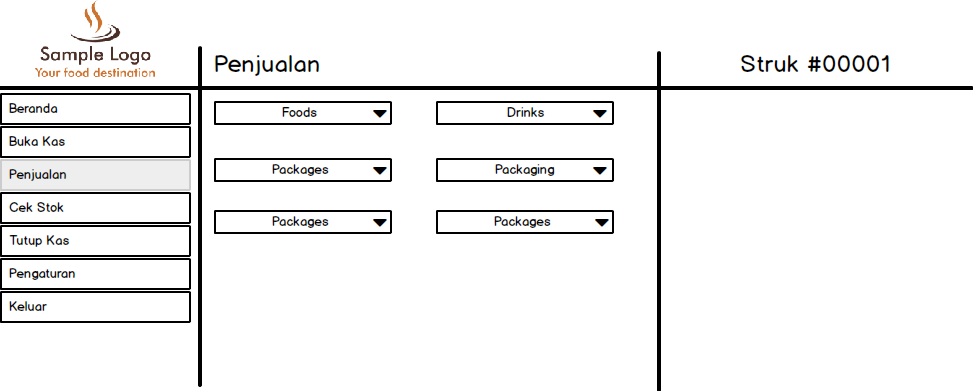 Sample Logo
Your food destination
Penjualan
Struk #00001
Beranda
Buka Kas
Penjualan
Cek Stok
Tutup Kas
Pengaturan
Keluar
Foods
Drinks
Packages
Packaging
Packages
Packages